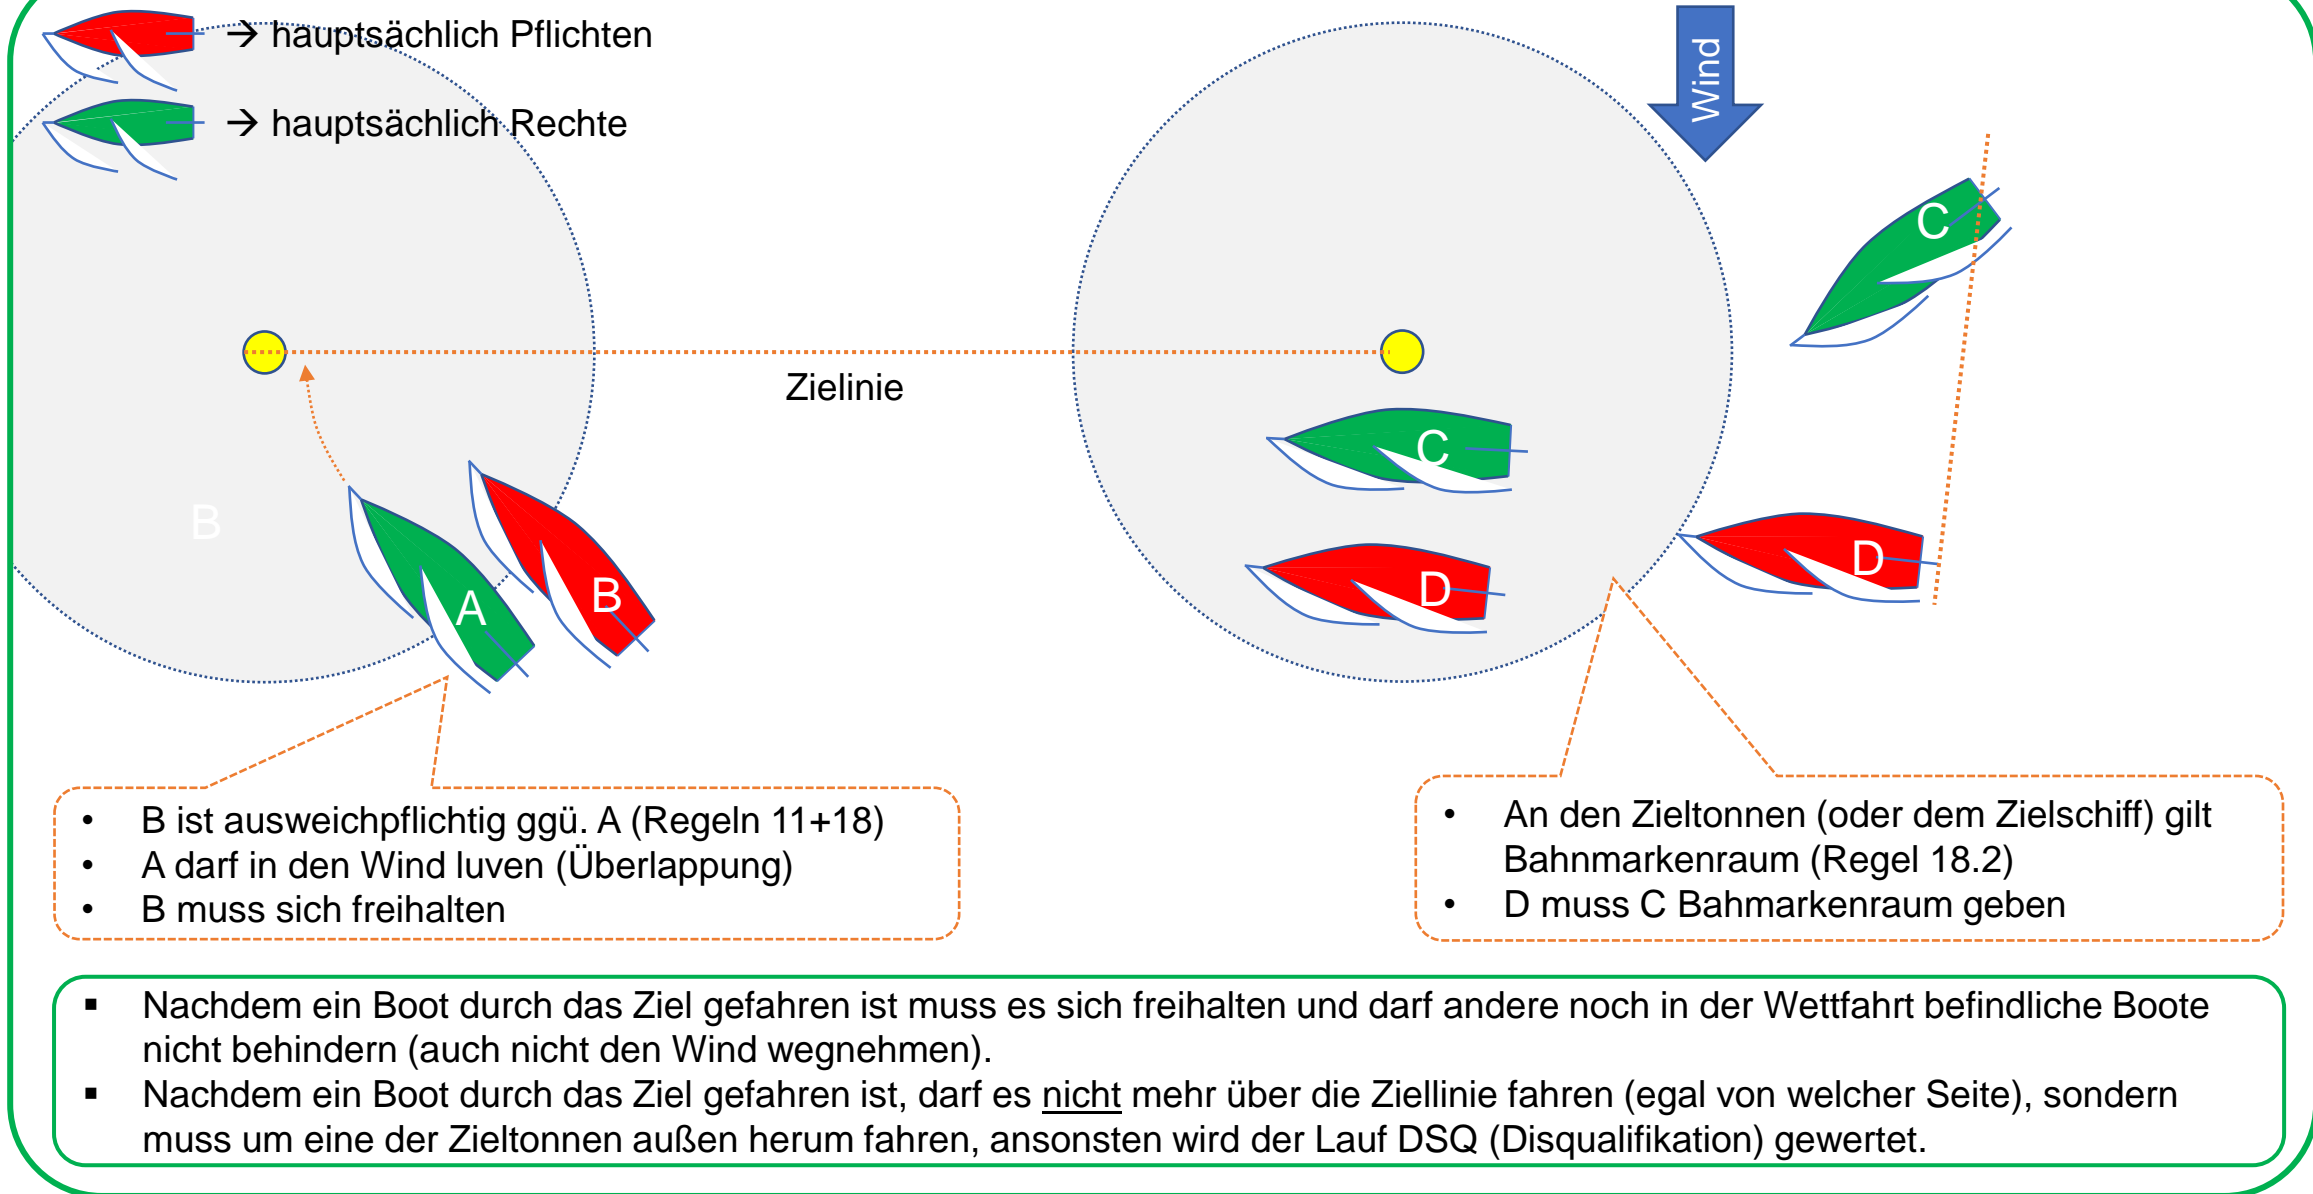 → hauptsächlich Pflichten
→ hauptsächlich Rechte
Wind
C
Zielinie
C
B
D
D
A
B
• B ist ausweichpflichtig ggü. A (Regeln 11+18)
• A darf in den Wind luven (Überlappung)
• B muss sich freihalten
• An den Zieltonnen (oder dem Zielschiff) gilt
Bahnmarkenraum (Regel 18.2)
• D muss C Bahmarkenraum geben
▪ Nachdem ein Boot durch das Ziel gefahren ist muss es sich freihalten und darf andere noch in der Wettfahrt befindliche Boote
nicht behindern (auch nicht den Wind wegnehmen).
▪ Nachdem ein Boot durch das Ziel gefahren ist, darf es nicht mehr über die Ziellinie fahren (egal von welcher Seite), sondern
muss um eine der Zieltonnen außen herum fahren, ansonsten wird der Lauf DSQ (Disqualifikation) gewertet.